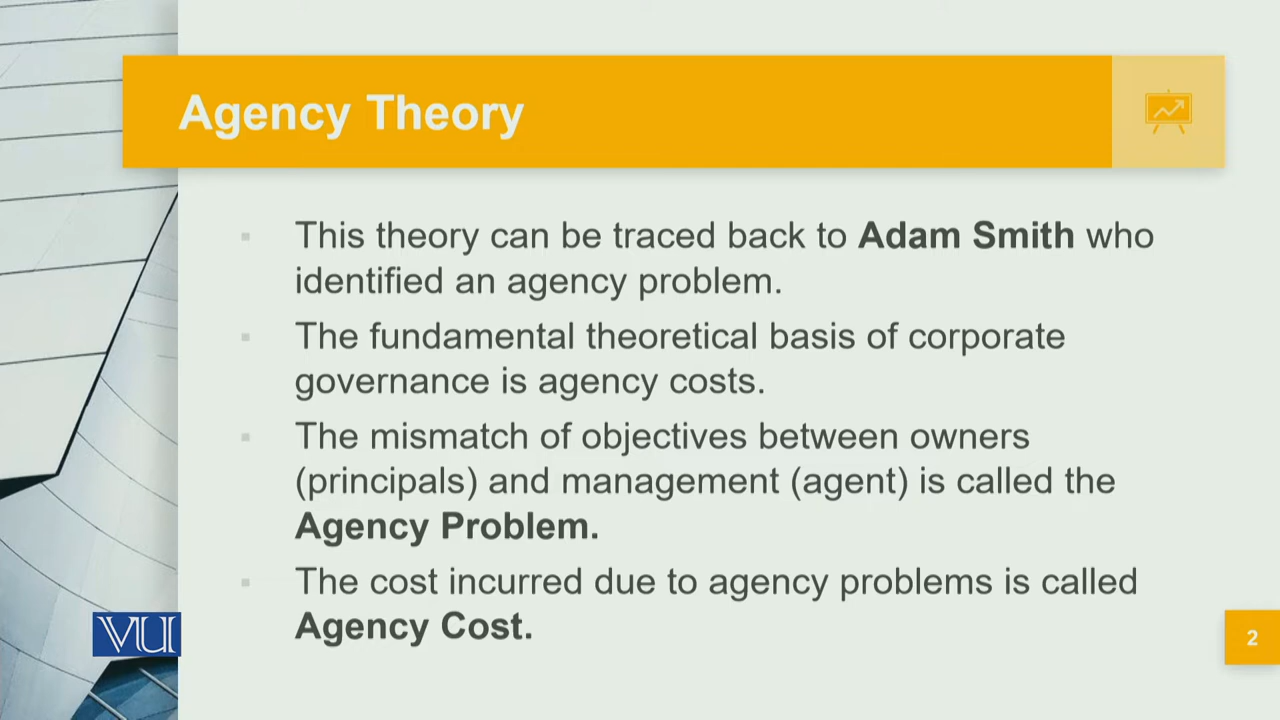 Agency Theory
This theory can be traced back to Adam Smith who
identified an agency problem.
The fundamental theoretical basis of corporate
governance is agency costs.
The mismatch of objectives between owners
(principals) and management (agent) is called the
Agency Problem.
The cost incurred due to agency problems is called
Agency Cost.
VU
2